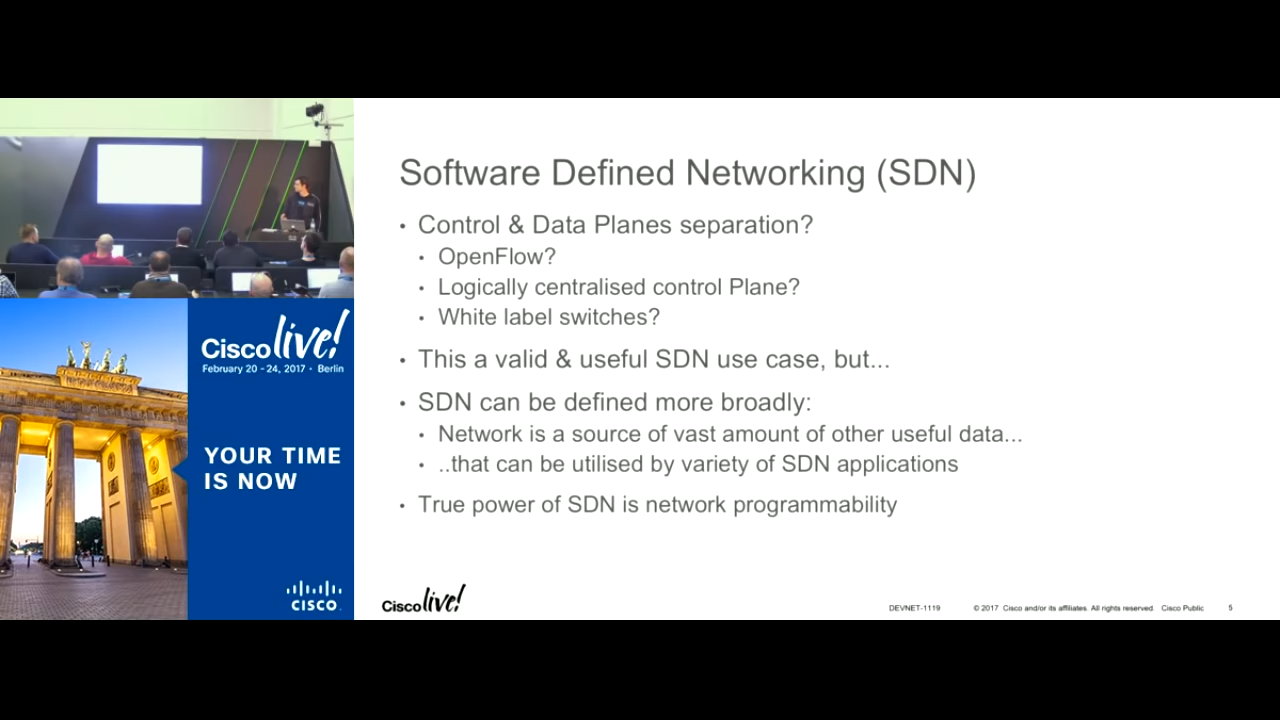 Software Defined Networking (SDN)
• Control & Data Planes separation?
• OpenFlow?
• Logically centralised control Plane?
• White label switches?
• This a valid & useful SDN use case, but...
• SDN can be defined more broadly:
• Network is a source of vast amount of other useful data...
• ..that can be utilised by variety of SDN applications
• True power of SDN is network programmability
Cisco live!
February 20 - 24, 2017 • Berlin
YOUR TIME
IS NOW
CISCO.
Cisco live!
DEVNET-1119 © 2017 Cisco and/or its affiliates. All rights reserved. Cisco Public 5